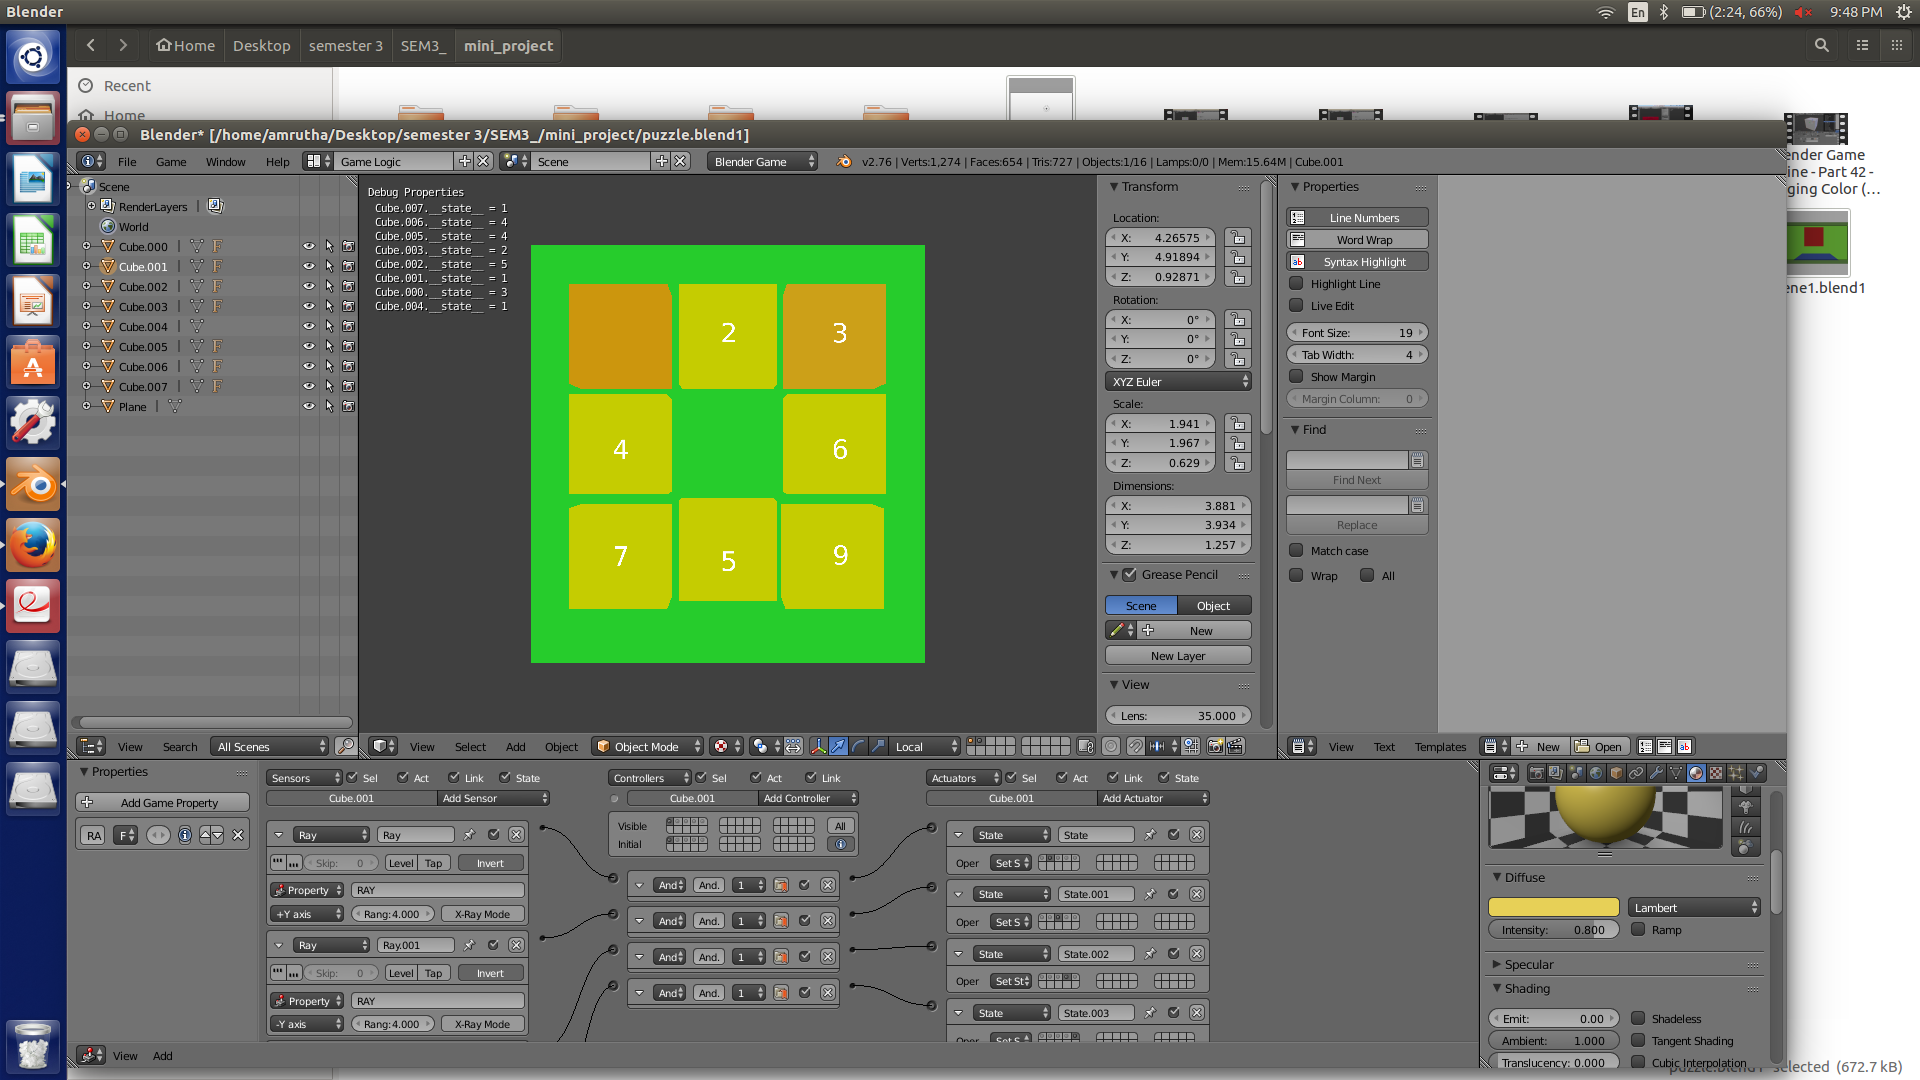 Blender
En
(2:24, 66%)
9:48 PM
Home
Desktop
semester 3
SEM3_
mini_project
Recent
Home
Blender* [/home/amrutha/Desktop/semester 3/SEM3_/mini_project/puzzle.blend1]
File
Game
Window
Help
Game Logic
Scene
Blender Game
v2.76 | Verts:1,274 | Faces:654 | Tris:727 | Objects:1/16 | Lamps:0/0 | Mem:15.64M | Cube.001
ender Game
ine - Part 42 -
ging Color (...
ene1.blend1
Scene
RenderLayers
World
Cube.000
Cube.001
Cube.002
Cube.003
Cube.004
Cube.005
Cube.006
Cube.007
Plane
Debug Properties
Cube.007.__state__ = 1
Cube.006.__state__ = 4
Cube.005.__state__ = 4
Cube.003.__state__ = 2
Cube.002.__state__ = 5
Cube.001.__state__ = 1
Cube.000.__state__ = 3
Cube.004.__state__ = 1
2
3
4
6
7
5
9
Transform
Location:
X: 4.26575
Y: 4.91894
Z: 0.92871
Rotation:
X: 0°
Y: 0°
Z: 0°
XYZ Euler
Scale:
X: 1.941
Y: 1.967
Z: 0.629
Dimensions:
X: 3.881
Y: 3.934
Z: 1.257
Grease Pencil
Scene
Object
New
New Layer
View
Lens: 35.000
Properties
Line Numbers
Word Wrap
Syntax Highlight
Highlight Line
Live Edit
Font Size: 19
Tab Width: 4
Show Margin
Margin Column: 0
Find
Find Next
Replace
Match case
Wrap
All
View
Search
All Scenes
View
Select
Add
Object
Object Mode
Local
View
Text
Templates
New
Open
Properties
Add Game Property
RA
F
Sensors
Sel
Act
Link
State
Cube.001
Add Sensor
Ray
Ray
Skip: 0
Level
Tap
Invert
Property
RAY
+Y axis
Rang:4.000
X-Ray Mode
Ray
Ray.001
Skip: 0
Level
Tap
Invert
Property
RAY
-Y axis
Rang:4.000
X-Ray Mode
Controllers
Sel
Act
Link
Cube.001
Add Controller
Visible
All
Initial
And
And.
1
And
And.
1
And
And.
1
And
And.
1
Actuators
Sel
Act
Link
State
Cube.001
Add Actuator
State
State
Oper
Set S
State
State.001
Oper
Set S
State
State.002
Oper
Set St
State
State.003
Oper
Set S
Diffuse
Lambert
Intensity: 0.800
Ramp
Specular
Shading
Emit: 0.00
Shadeless
Ambient: 1.000
Tangent Shading
Translucency: 0.000
Cubic Interpolation
View
Add
selected (672.7 kB)